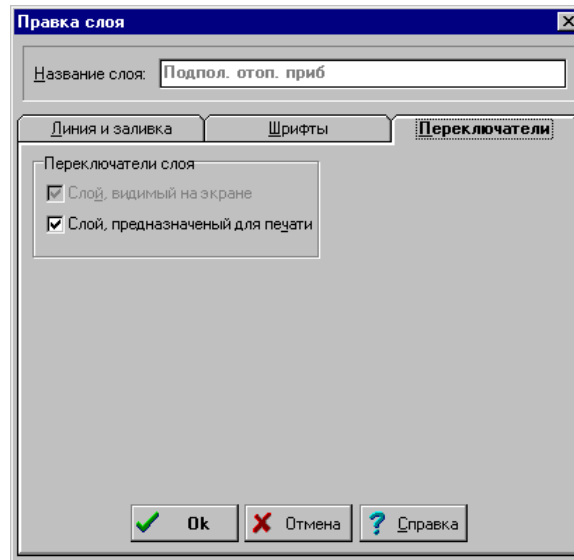 Правка слоя
Название слоя: Подпол. отоп. приб
Линия и заливка Шрифты Переключатели
Переключатели слоя
Слой, видимый на экране
Слой, предназначеный для печати
Ok Отмена Справка